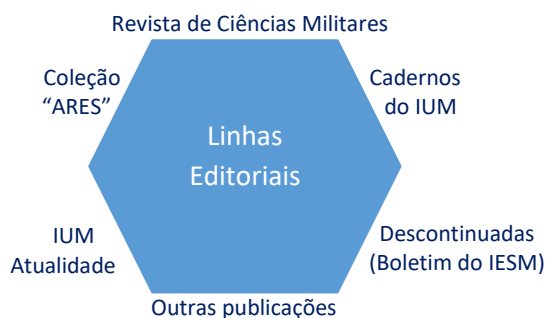 Revista de Ciências Militares
Coleção
“ARES”
Cadernos
do IUM
Linhas
Editoriais
IUM
Atualidade
Descontinuadas
(Boletim do IESM)
Outras publicações